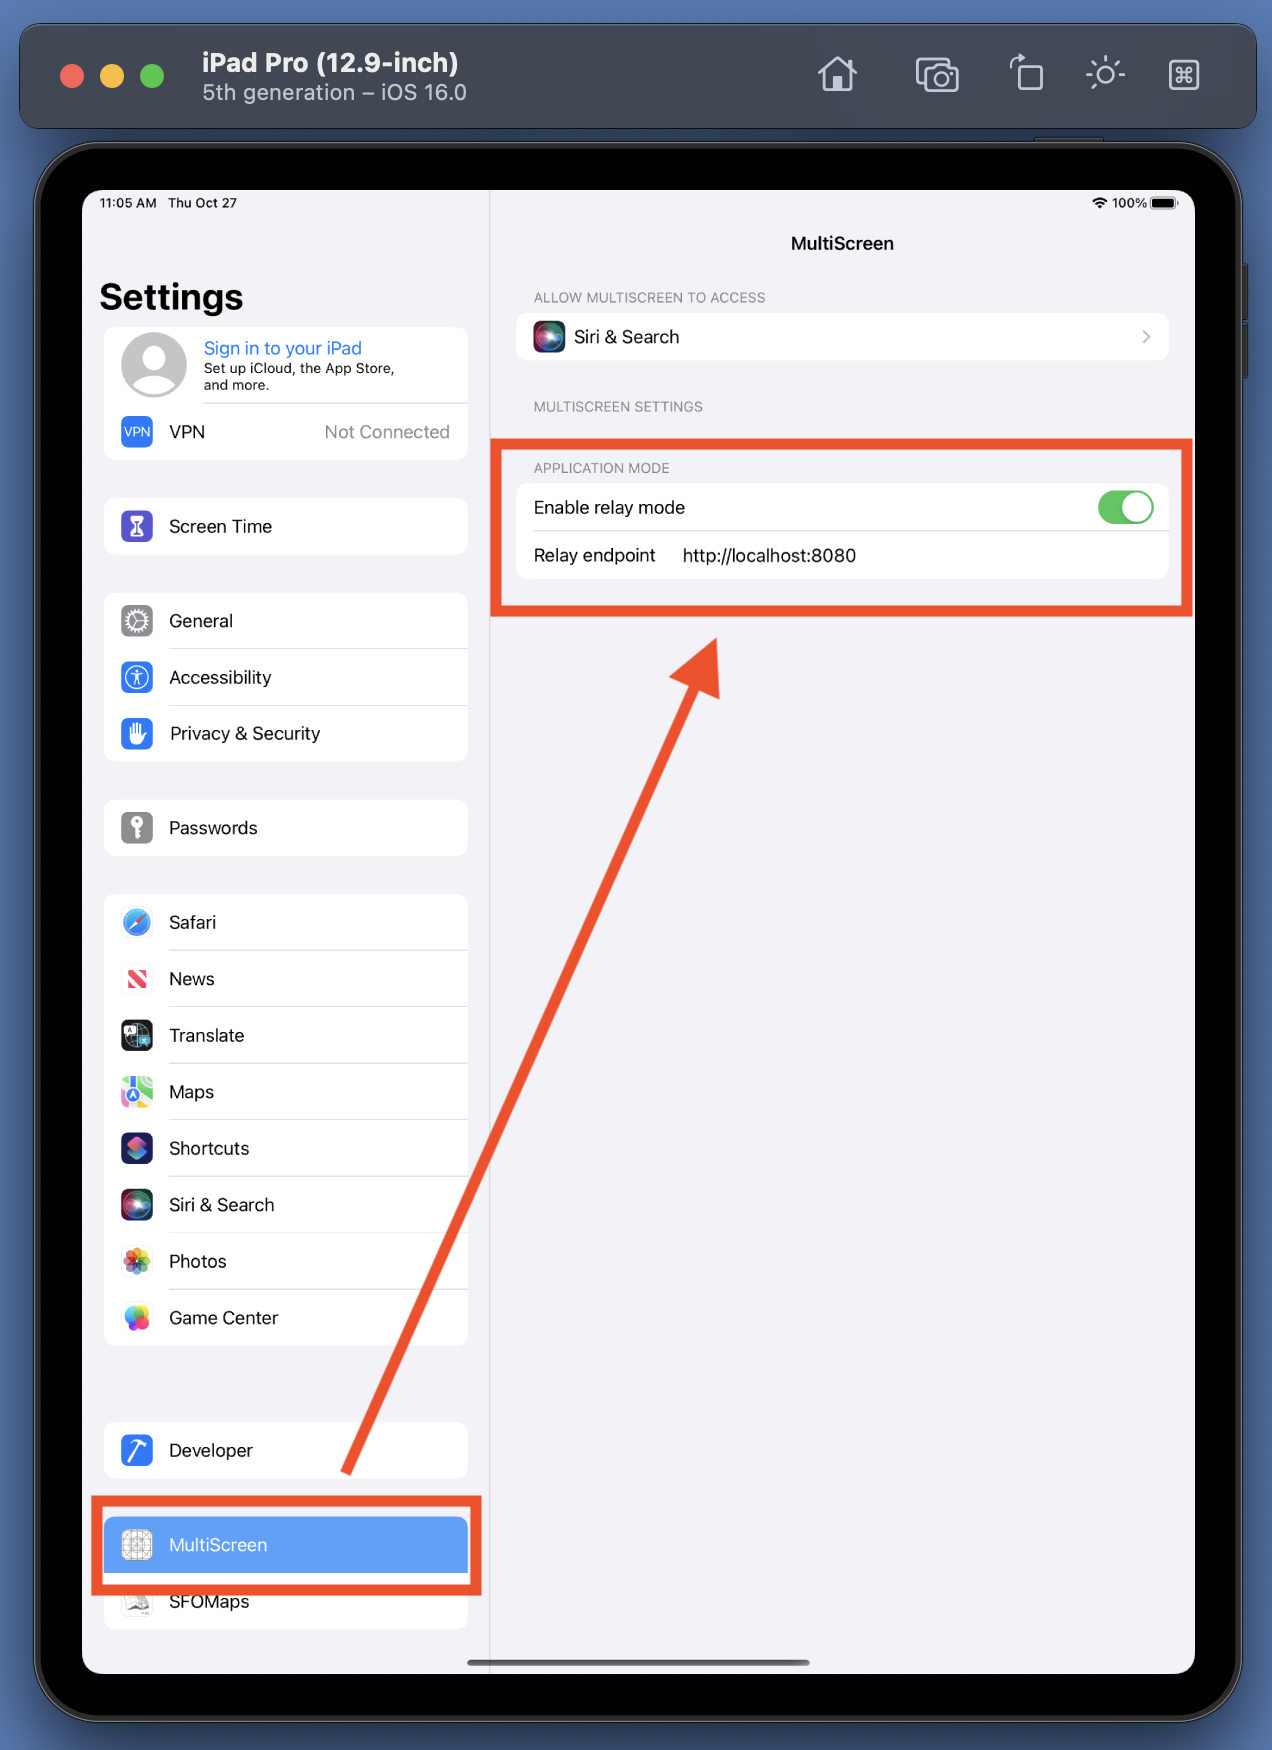 iPad Pro (12.9-inch)
5th generation – iOS 16.0
⌘
11:05 AM Thu Oct 27
100%
Settings
Sign in to your iPad
Set up iCloud, the App Store,
and more.
VPN VPN Not Connected
Screen Time
General
Accessibility
Privacy & Security
Passwords
Safari
News
Translate
Maps
Shortcuts
Siri & Search
Photos
Game Center
Developer
MultiScreen
SFOMaps
MultiScreen
ALLOW MULTISCREEN TO ACCESS
Siri & Search
MULTISCREEN SETTINGS
APPLICATION MODE
Enable relay mode
Relay endpoint http://localhost:8080